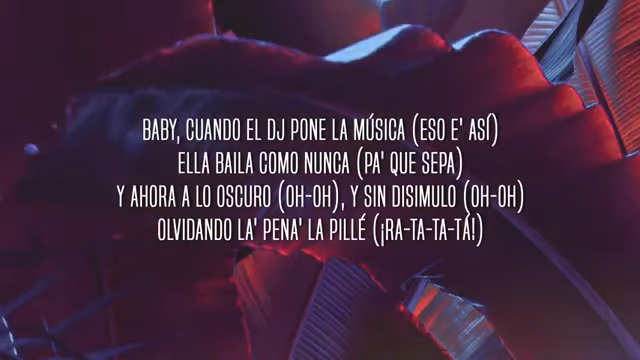 BABY, CUANDO EL DJ PONE LA MÚSICA (ESO E' ASÍ)
ELLA BAILA COMO NUNCA (PA' QUE SEPA)
Y AHORA A LO OSCURO (OH-OH), Y SIN DISIMULO (OH-OH)
OLVIDANDO LA' PENA' LA PILLÉ (¡RA-TA-TA-TÁ!)